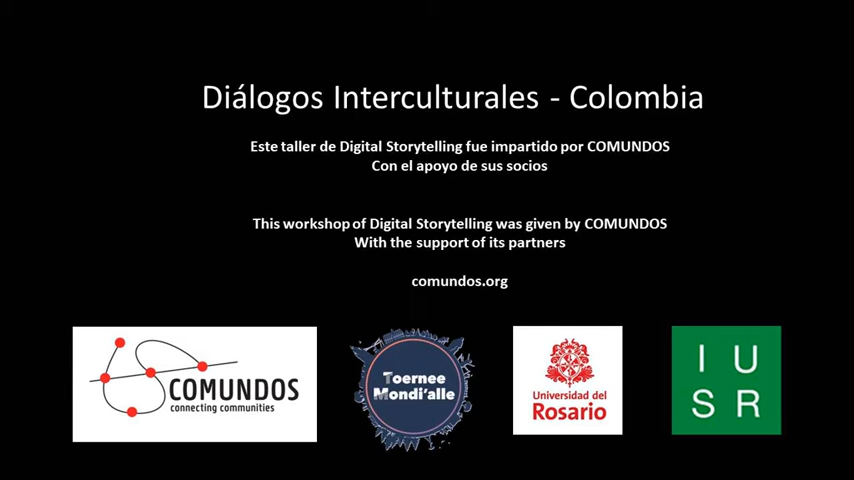 Diálogos Interculturales - Colombia
Este taller de Digital Storytelling fue impartido por COMUNDOS
Con el apoyo de sus socios
This workshop of Digital Storytelling was given by COMUNDOS
With the support of its partners
comundos.org
COMUNDOS
connecting communities
Toernee
Mondi'alle
Universidad del
Rosario
I U
S R